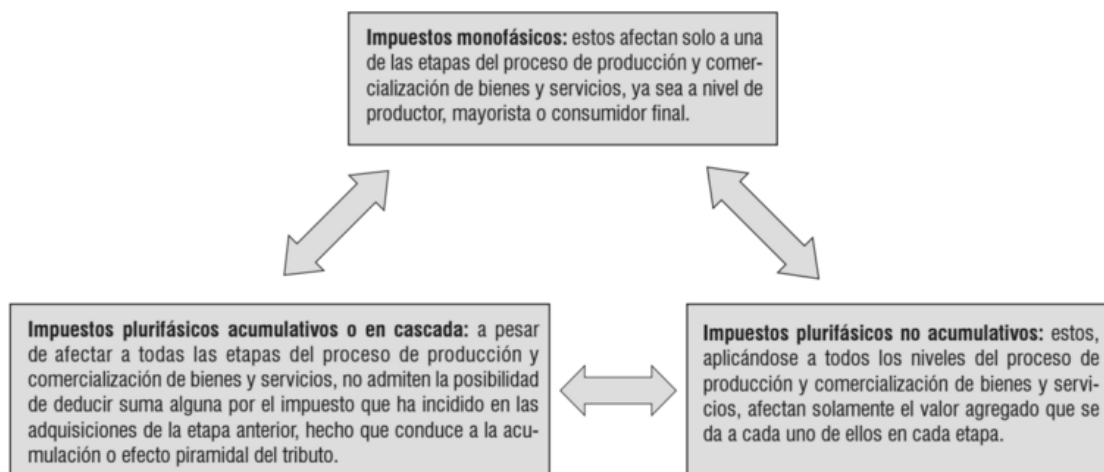 Impuestos monofásicos: estos afectan solo a una
de las etapas del proceso de producción y comer-
cialización de bienes y servicios, ya sea a nivel de
productor, mayorista o consumidor final.
Impuestos plurifásicos acumulativos o en cascada: a pesar
de afectar a todas las etapas del proceso de producción y
comercialización de bienes y servicios, no admiten la posibilidad
de deducir suma alguna por el impuesto que ha incidido en las
adquisiciones de la etapa anterior, hecho que conduce a la acu-
mulación o efecto piramidal del tributo.
Impuestos plurifásicos no acumulativos: estos,
aplicándose a todos los niveles del proceso de
producción y comercialización de bienes y servi-
cios, afectan solamente el valor agregado que se
da a cada uno de ellos en cada etapa.